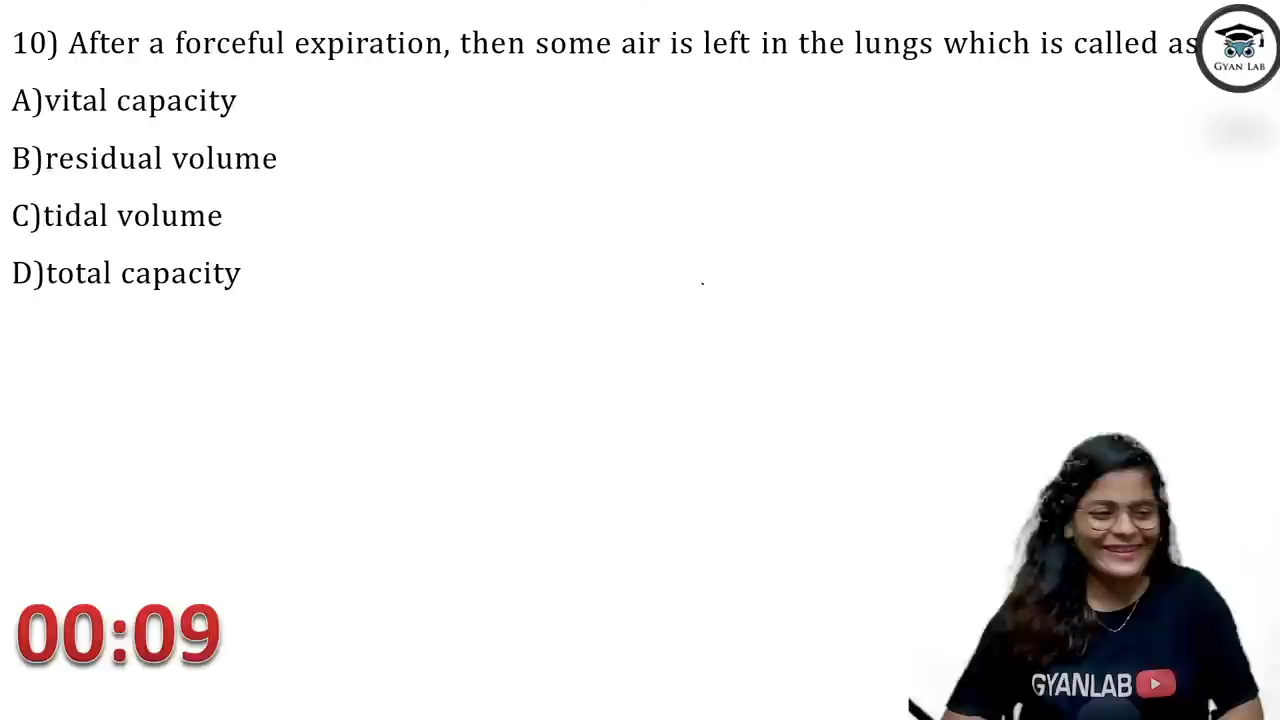 10) After a forceful expiration, then some air is left in the lungs which is called as
GYAN LAB
A)vital capacity
B)residual volume
C)tidal volume
D)total capacity
00:09
GYANLAB